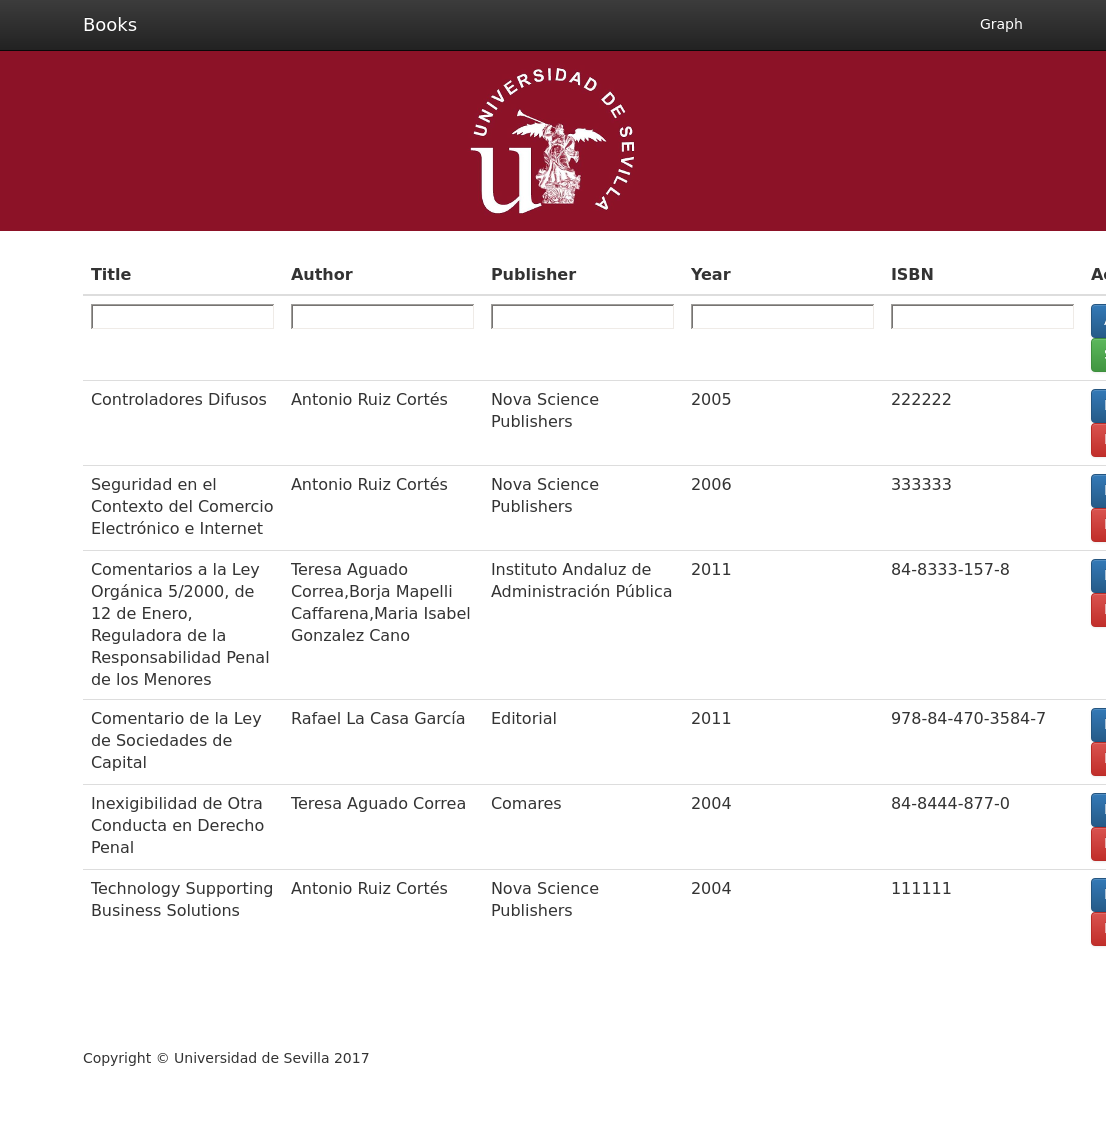 Books Graph
UNIVERSIDAD DE SEVILLA
u
Title Author Publisher Year ISBN
Controladores Difusos Antonio Ruiz Cortés Nova Science 2005 222222
Publishers
Seguridad en el Antonio Ruiz Cortés Nova Science 2006 333333
Contexto del Comercio Publishers
Electrónico e Internet
Comentarios a la Ley Teresa Aguado Instituto Andaluz de 2011 84-8333-157-8
Orgánica 5/2000, de Correa,Borja Mapelli Administración Pública
12 de Enero, Caffarena,Maria Isabel
Reguladora de la Gonzalez Cano
Responsabilidad Penal
de los Menores
Comentario de la Ley Rafael La Casa García Editorial 2011 978-84-470-3584-7
de Sociedades de
Capital
Inexigibilidad de Otra Teresa Aguado Correa Comares 2004 84-8444-877-0
Conducta en Derecho
Penal
Technology Supporting Antonio Ruiz Cortés Nova Science 2004 111111
Business Solutions Publishers
Copyright © Universidad de Sevilla 2017